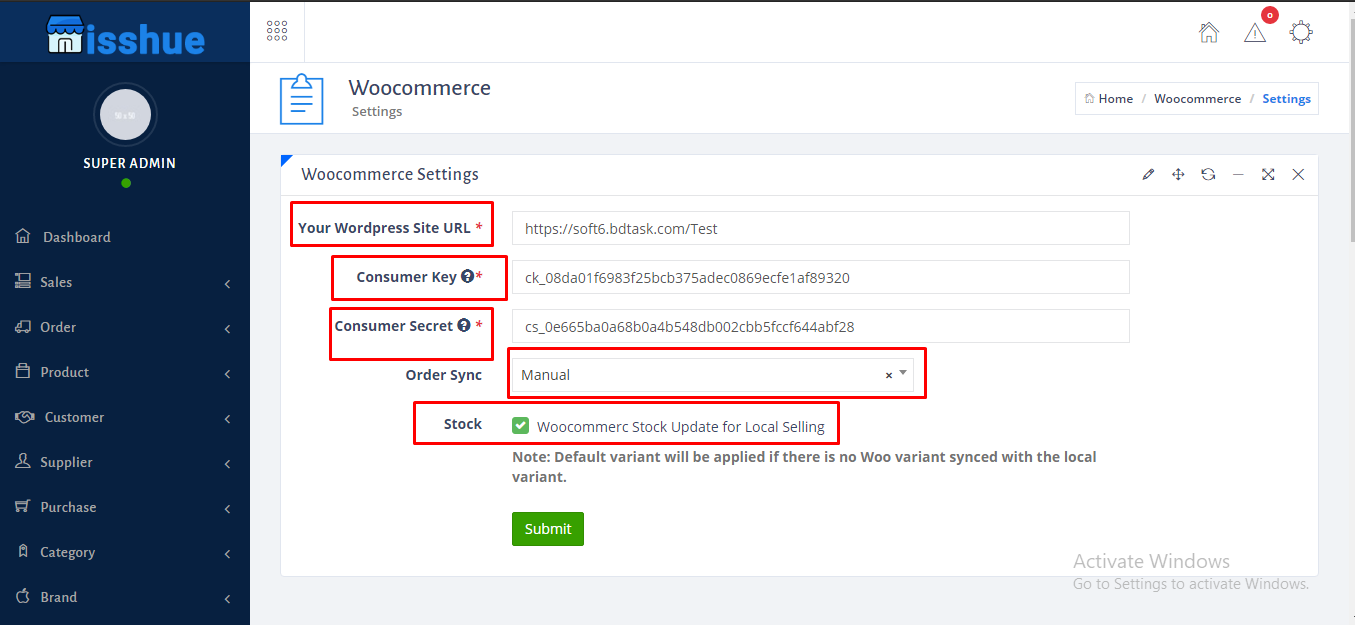 isshue
SUPER ADMIN
Dashboard
Sales
Order
Product
Customer
Supplier
Purchase
Category
Brand
0
Woocommerce
Settings
Home / Woocommerce / Settings
Woocommerce Settings
Your Wordpress Site URL *
https://soft6.bdtask.com/Test
Consumer Key ?*
ck_08da01f6983f25bcb375adec0869ecfe1af89320
Consumer Secret ? *
cs_0e665ba0a68b0a4b548db002cbb5fccf644abf28
Order Sync
Manual × 
Stock
Woocommerc Stock Update for Local Selling
Note: Default variant will be applied if there is no Woo variant synced with the local
variant.
Submit
Activate Windows
Go to Settings to activate Windows.